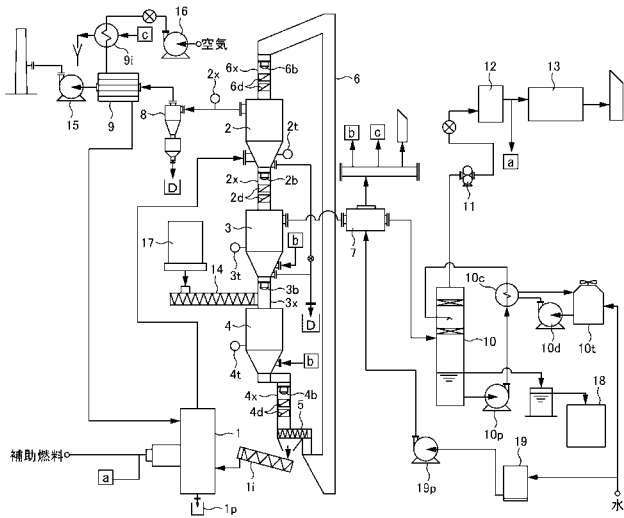 16
空気
c
9i
15
9
8
D
2x
6x
6b
6d
6
2
2t
2x
2b
2d
17
3
b
3t
14
3b
3x
D
4
b
4t
4x
4b
4d
5
1
1i
補助燃料
a
1p
b
c
7
12
13
a
11
10c
10
10d
10t
10p
18
19p
19
水